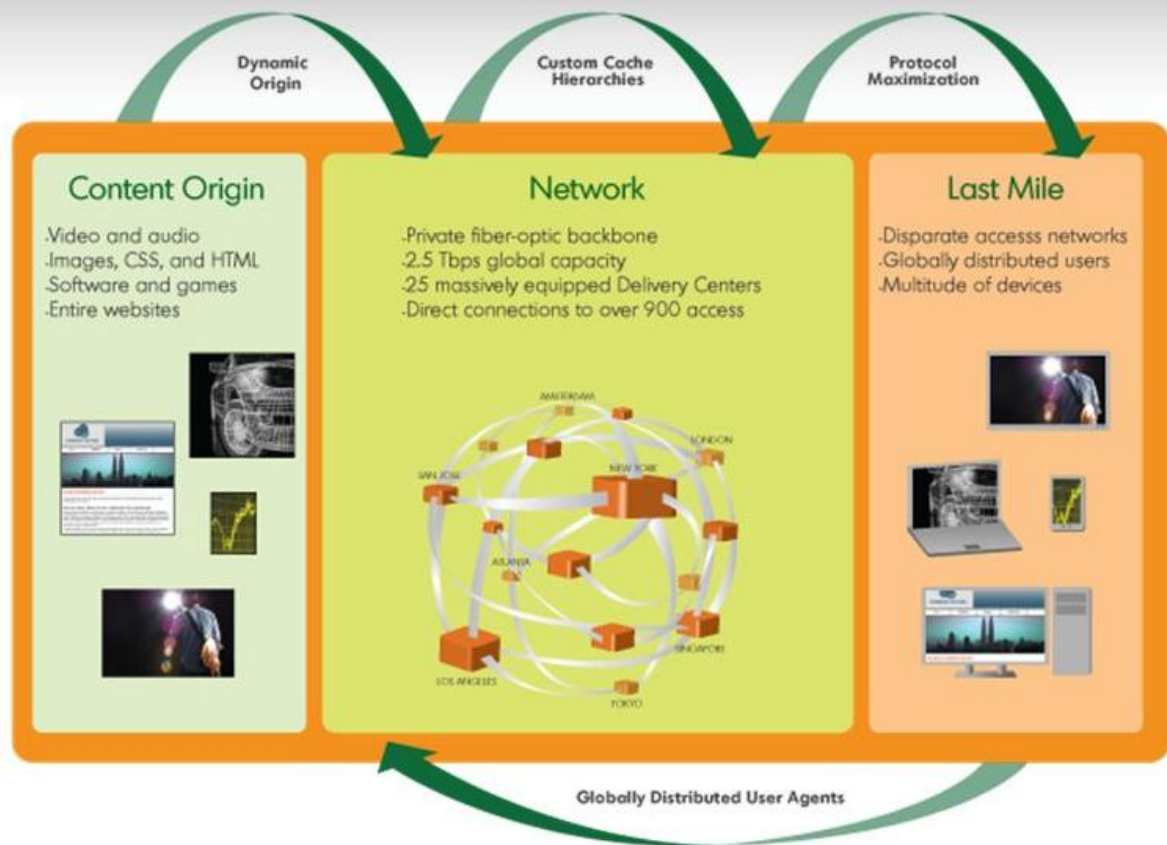 Dynamic
Origin
Custom Cache
Hierarchies
Protocol
Maximization
Content Origin
-Video and audio
-Images, CSS, and HTML
-Software and games
-Entire websites
Network
-Private fiber-optic backbone
-2.5 Tbps global capacity
-25 massively equipped Delivery Centers
-Direct connections to over 900 access
AMSTERDAM
LONDON
SAN JOSE
NEW YORK
ATLANTA
SINGAPORE
LOS ANGELES
TOKYO
Last Mile
-Disparate accesss networks
-Globally distributed users
-Multitude of devices
Globally Distributed User Agents